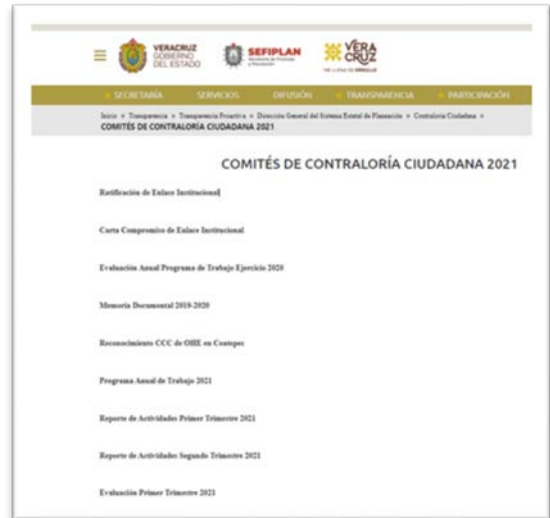 VERACRUZ
GOBIERNO
DEL ESTADO
SEFIPLAN
VERA
CRUZ
SECRETARÍA SERVICIOS DIFUSIÓN TRANSPARENCIA PARTICIPACIÓN
Inicio » Transparencia » Transparencia Proactiva » Dirección General del Sistema Estatal de Planeación » Contraloría Ciudadana »
COMITÉS DE CONTRALORÍA CIUDADANA 2021
COMITÉS DE CONTRALORÍA CIUDADANA 2021
Ratificación de Enlace Institucional
Carta Compromiso de Enlace Institucional
Evaluación Anual Programa de Trabajo Ejercicio 2020
Memoria Documental 2018-2020
Reconocimiento CCC de OHE en Coatepec
Programa Anual de Trabajo 2021
Reporte de Actividades Primer Trimestre 2021
Reporte de Actividades Segundo Trimestre 2021
Evaluación Primer Trimestre 2021